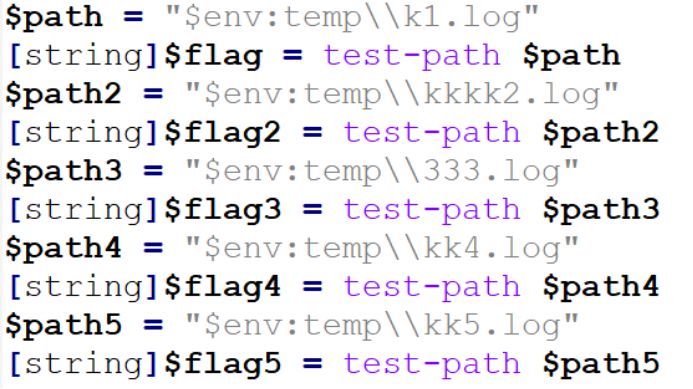 $path = "$env:temp\\k1.log"
[string]$flag = test-path $path
$path2 = "$env:temp\\kkkk2.log"
[string]$flag2 = test-path $path2
$path3 = "$env:temp\\333.log"
[string]$flag3 = test-path $path3
$path4 = "$env:temp\\kk4.log"
[string]$flag4 = test-path $path4
$path5 = "$env:temp\\kk5.log"
[string]$flag5 = test-path $path5